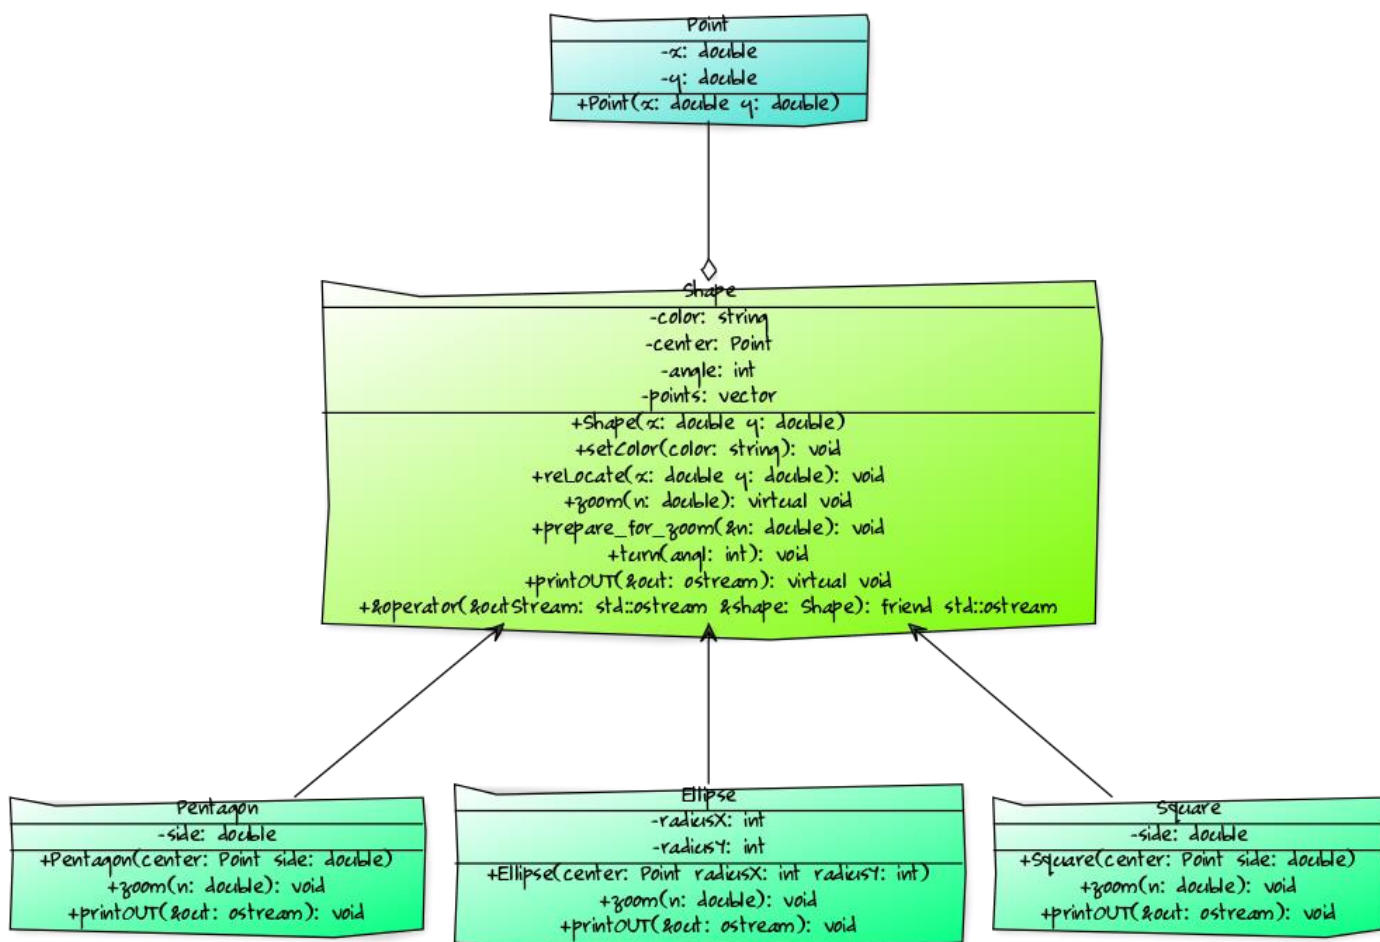 Point
-x: double
-y: double
+Point(x: double y: double)
Shape
-color: string
-center: Point
-angle: int
-points: vector
+Shape(x: double y: double)
+setColor(color: string): void
+reLocate(x: double y: double): void
+zoom(n: double): virtual void
+prepare_for_zoom(&n: double): void
+turn(angl: int): void
+printOUT(&out: ostream): virtual void
+&operator(&outStream: std::ostream &shape: Shape): friend std::ostream
Pentagon
-side: double
+Pentagon(center: Point side: double)
+zoom(n: double): void
+printOUT(&out: ostream): void
Ellipse
-radiusX: int
-radiusY: int
+Ellipse(center: Point radiusX: int radiusY: int)
+zoom(n: double): void
+printOUT(&out: ostream): void
Square
-side: double
+Square(center: Point side: double)
+zoom(n: double): void
+printOUT(&out: ostream): void